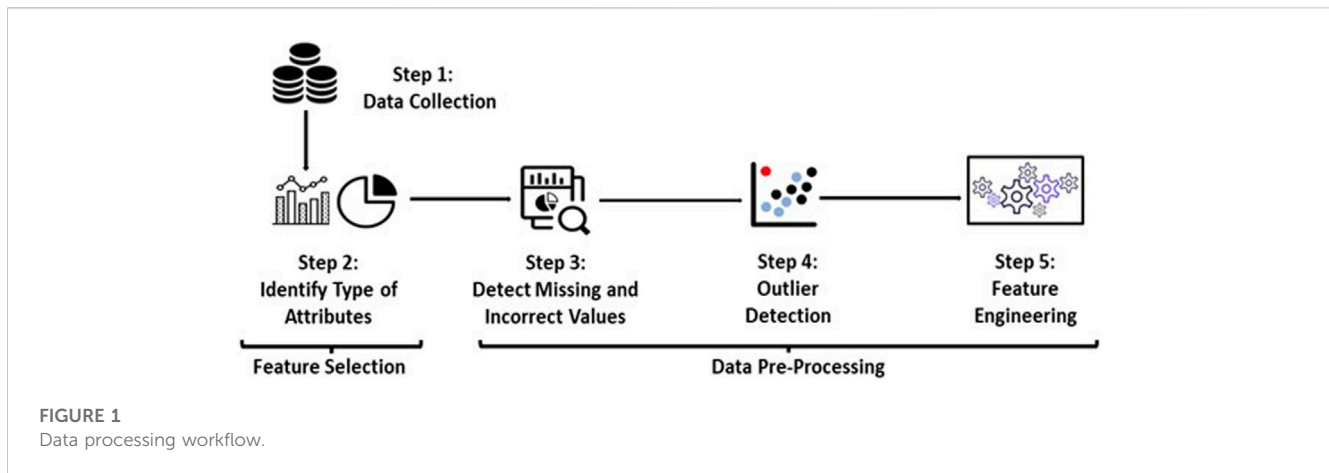 Step 1:
Data Collection
Step 2:
Identify Type of
Attributes
Step 3:
Detect Missing and
Incorrect Values
Step 4:
Outlier
Detection
Step 5:
Feature
Engineering
Feature Selection
Data Pre-Processing
FIGURE 1
Data processing workflow.